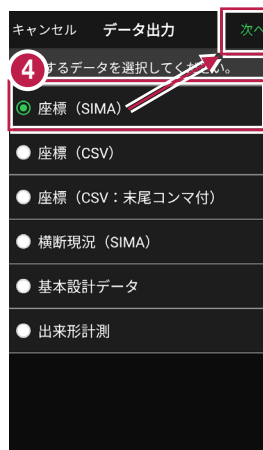 キャンセル データ出力 次へ
4 するデータを選択してください。
座標（SIMA）
座標（CSV）
座標（CSV：末尾コンマ付）
横断現況（SIMA）
基本設計データ
出来形計測